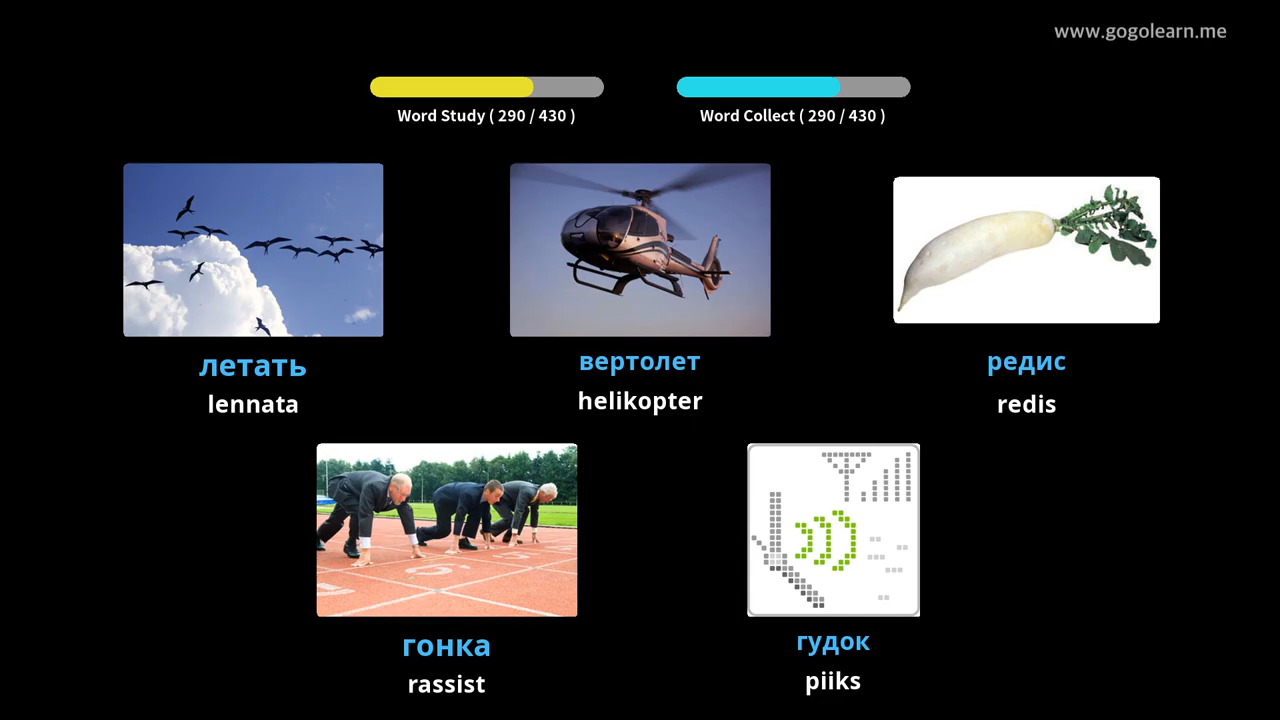 www.gogolearn.me
Word Study ( 290 / 430 )
Word Collect ( 290 / 430 )
летать
lennata
вертолет
helikopter
редис
redis
гонка
rassist
гудок
piiks